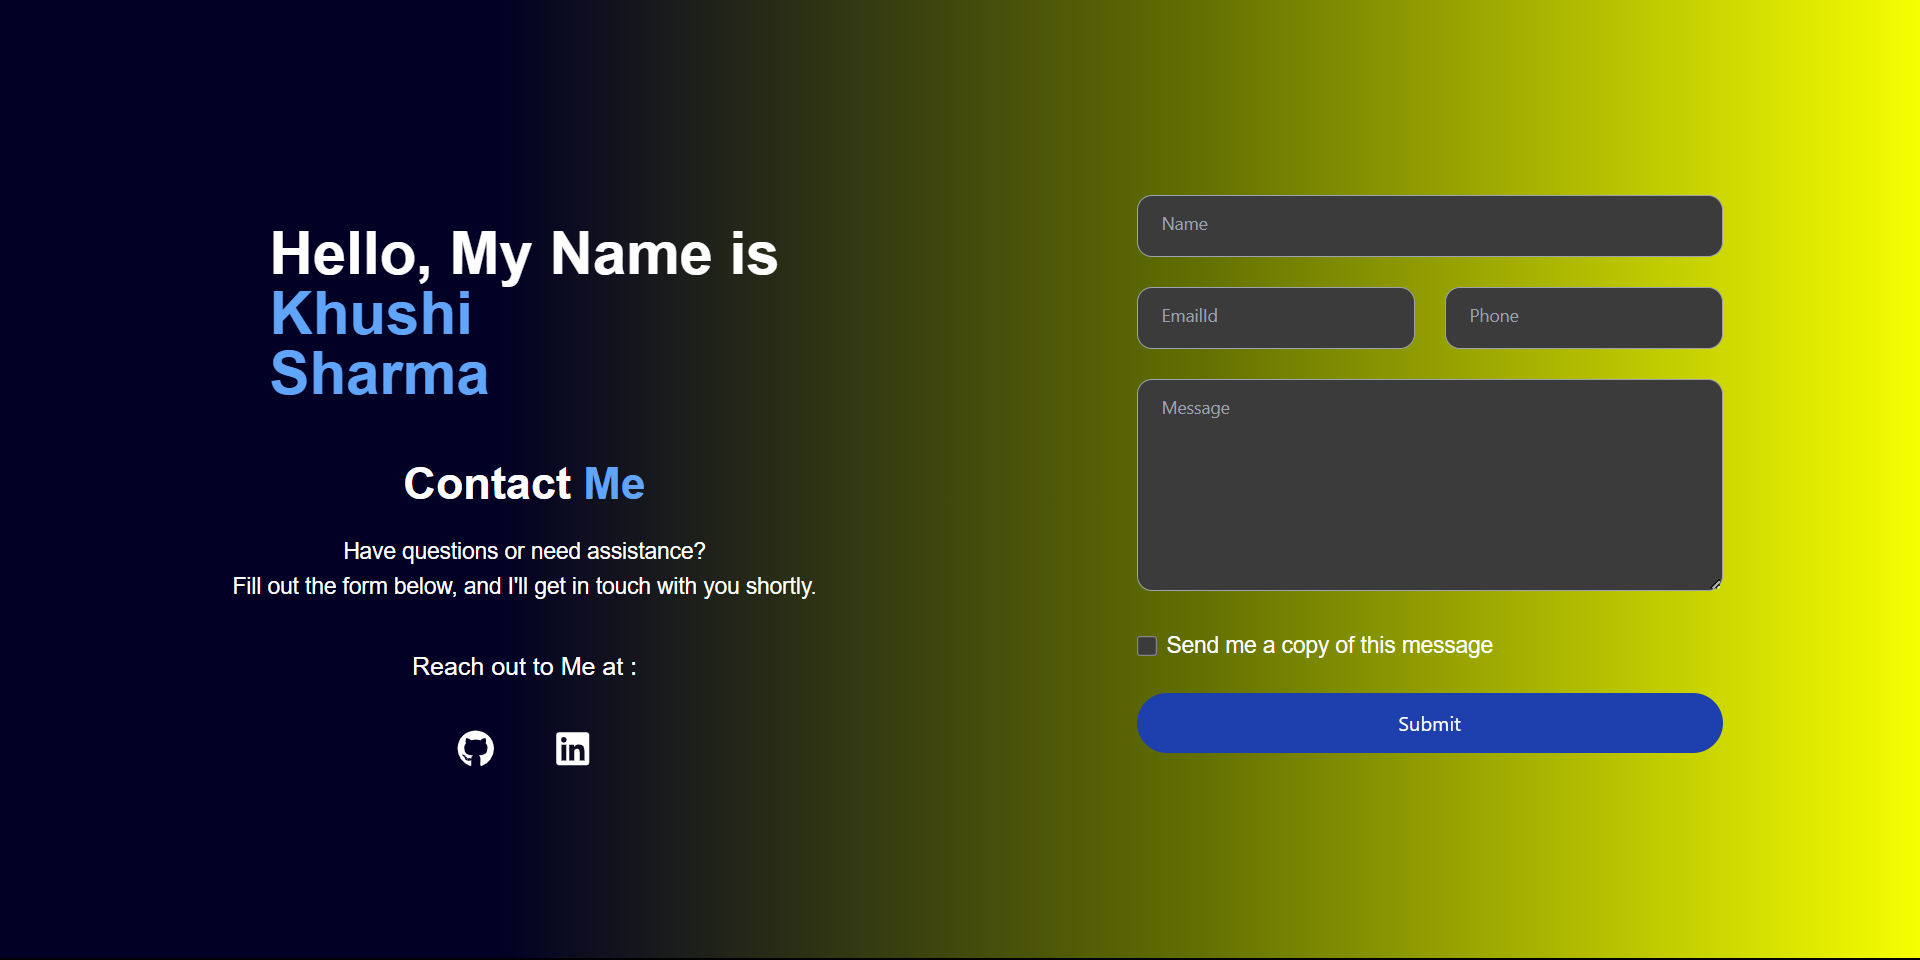 Hello, My Name is
Khushi
Sharma
Contact Me
Have questions or need assistance?
Fill out the form below, and I'll get in touch with you shortly.
Reach out to Me at :
in
Name
EmailId
Phone
Message
Send me a copy of this message
Submit